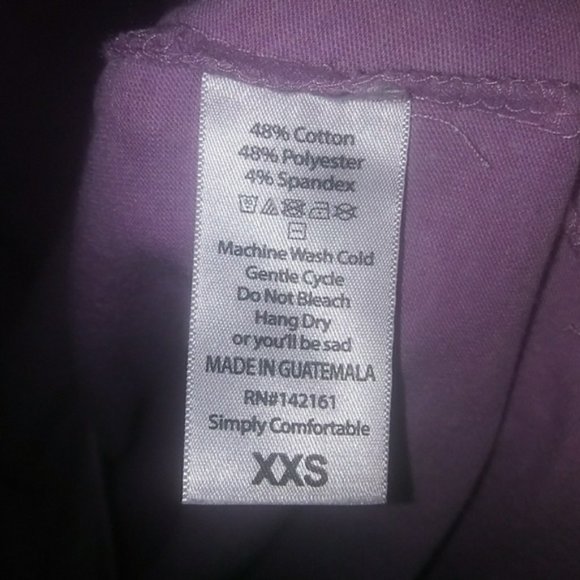 48% Cotton
48% Polyester
4% Spandex
Machine Wash Cold
Gentle Cycle
Do Not Bleach
Hang Dry
or you'll be sad
MADE IN GUATEMALA
RN#142161
Simply Comfortable
XXS